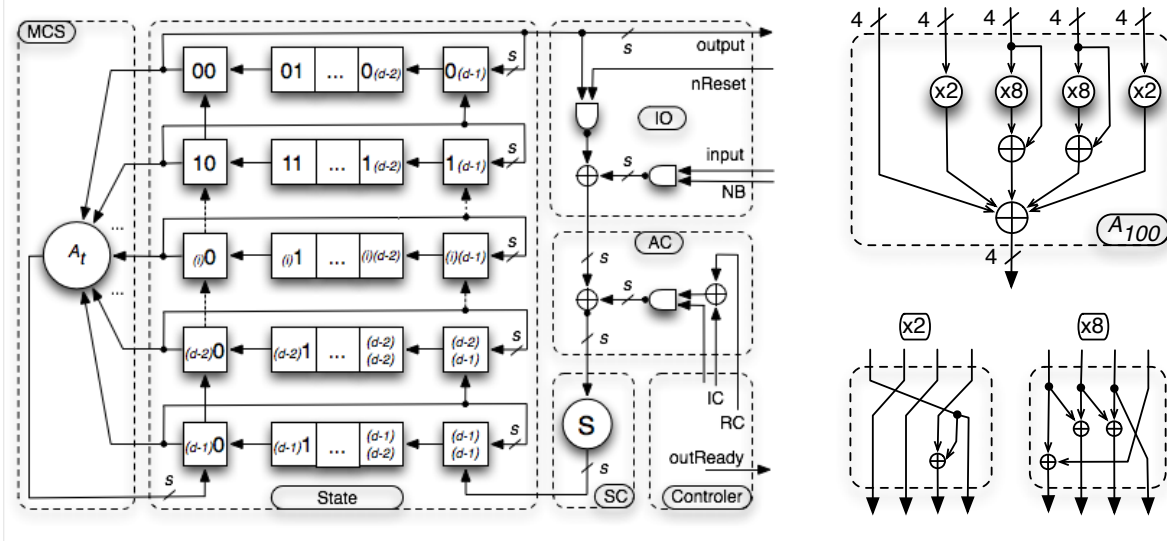 MCS
s
output
00
01
...
0(d-2)
0(d-1)
s
nReset
IO
s
10
11
...
1(d-2)
1(d-1)
s
input
NB
...
At
(i)0
(i)1
...
(i)(d-2)
(i)(d-1)
s
AC
s
s
...
(d-2)0
(d-2)1
...
(d-2)
(d-2)
(d-2)
(d-1)
s
s
IC
RC
(d-1)0
(d-1)1
...
(d-1)
(d-2)
(d-1)
(d-1)
s
S
outReady
s
s
State
SC
Controler
4
4
4
4
4
x2
x8
x8
x2
A100
4
x2
x8